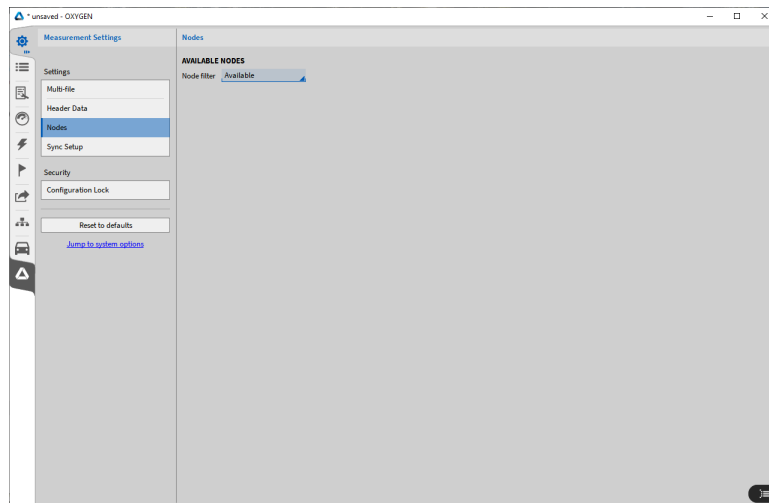 * unsaved - OXYGEN
Measurement Settings
Nodes
Settings
Multi-file
Header Data
Nodes
Sync Setup
Security
Configuration Lock
Reset to defaults
Jump to system options
AVAILABLE NODES
Node filter Available